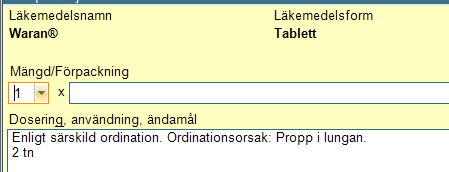 Läkemedelsnamn Läkemedelsform
Waran® Tablett
Mängd/Förpackning
1 x
Dosering, användning, ändamål
Enligt särskild ordination. Ordinationsorsak: Propp i lungan.
2 tn